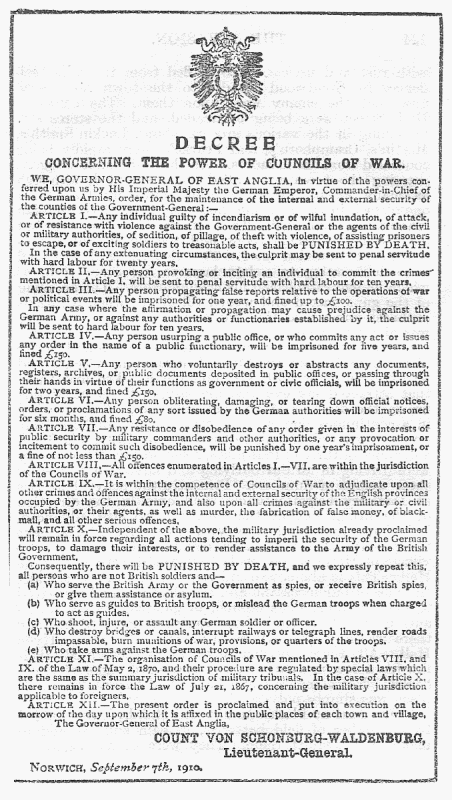 DECREE
CONCERNING THE POWER OF COUNCILS OF WAR.
WE, GOVERNOR-GENERAL OF EAST ANGLIA, in virtue of the powers con-
ferred upon us by His Imperial Majesty the German Emperor, Commander-in-Chief of
the German Armies, order, for the maintenance of the internal and external security of
the counties of the Government-General :—
ARTICLE I.—Any individual guilty of incendiarism or of wilful inundation, of attack,
or of resistance with violence against the Government-General or the agents of the civil
or military authorities, of sedition, of pillage, of theft with violence, of assisting prisoners
to escape, or of exciting soldiers to treasonable acts, shall be PUNISHED BY DEATH.
In the case of any extenuating circumstances, the culprit may be sent to penal servitude
with hard labour for twenty years.
ARTICLE II.—Any person provoking or inciting an individual to commit the crimes
mentioned in Article I, will be sent to penal servitude with hard labour for ten years.
ARTICLE III.—Any person propagating false reports relative to the operations of war
or political events will be imprisoned for one year, and fined up to £100.
In any case where the affirmation or propagation may cause prejudice against the
German Army, or against any authorities or functionaries established by it, the culprit
will be sent to hard labour for ten years.
ARTICLE IV.—Any person usurping a public office, or who commits any act or issues
any order in the name of a public functionary, will be imprisoned for five years, and
fined £150.
ARTICLE V.—Any person who voluntarily destroys or abstracts any documents,
registers, archives, or public documents deposited in public offices, or passing through
their hands in virtue of their functions as government or civic officials, will be imprisoned
for two years, and fined £150.
ARTICLE VI.—Any person obliterating, damaging, or tearing down official notices,
orders, or proclamations of any sort issued by the German authorities will be imprisoned
for six months, and fined £80.
ARTICLE VII.—Any resistance or disobedience of any order given in the interests of
public security by military commanders and other authorities, or any provocation or
incitement to commit such disobedience, will be punished by one year's imprisonment, or
a fine of not less than £150.
ARTICLE VIII.—All offences enumerated in Articles I.—VII. are within the jurisdiction
of the Councils of War.
ARTICLE IX.—It is within the competence of Councils of War to adjudicate upon all
other crimes and offences against the internal and external security of the English provinces
occupied by the German Army, and also upon all crimes against the military or civil
authorities, or their agents, as well as murder, the fabrication of false money, of black-
mail, and all other serious offences.
ARTICLE X.—Independent of the above, the military jurisdiction already proclaimed
will remain in force regarding all actions tending to imperil the security of the German
troops, to damage their interests, or to render assistance to the Army of the British
Government.
Consequently, there will be PUNISHED BY DEATH, and we expressly repeat this,
all persons who are not British soldiers and—
(a) Who serve the British Army or the Government as spies, or receive British spies,
or give them assistance or asylum.
(b) Who serve as guides to British troops, or mislead the German troops when charged
to act as guides.
(c) Who shoot, injure, or assault any German soldier or officer.
(d) Who destroy bridges or canals, interrupt railways or telegraph lines, render roads
impassable, burn munitions of war, provisions, or quarters of the troops.
(e) Who take arms against the German troops.
ARTICLE XI.—The organisation of Councils of War mentioned in Articles VIII, and
IX. of the Law of May 2, 1870, and their procedure are regulated by special laws which
are the same as the summary jurisdiction of military tribunals. In the case of Article X,
there remains in force the Law of July 21, 1867, concerning the military jurisdiction
applicable to foreigners.
ARTICLE XII.—The present order is proclaimed and put into execution on the
morrow of the day upon which it is affixed in the public places of each town and village,
The Governor-General of East Anglia,
COUNT VON SCHONBURG-WALDENBURG,
Lieutenant-General.
NORWICH, September 7th, 1910.